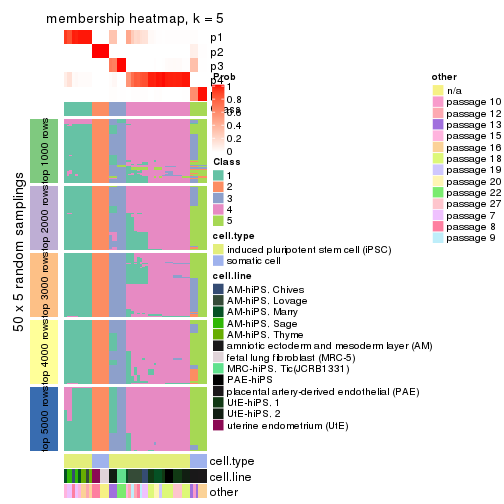 membership heatmap, k = 5
p1
p2
p3
p4
Prob
1
0.8
0.6
0.4
0.2
0
Class
1
2
3
4
5
cell.type
induced pluripotent stem cell (iPSC)
somatic cell
cell.line
AM-hiPS. Chives
AM-hiPS. Lovage
AM-hiPS. Marry
AM-hiPS. Sage
AM-hiPS. Thyme
amniotic ectoderm and mesoderm layer (AM)
fetal lung fibroblast (MRC-5)
MRC-hiPS. Tic(JCRB1331)
PAE-hiPS
placental artery-derived endothelial (PAE)
UtE-hiPS. 1
UtE-hiPS. 2
uterine endometrium (UtE)
other
n/a
passage 10
passage 12
passage 13
passage 15
passage 16
passage 18
passage 19
passage 20
passage 22
passage 27
passage 7
passage 8
passage 9
50 x 5 random samplings
top 1000 rows
top 2000 rows
top 3000 rows
top 4000 rows
top 5000 rows
cell.type
cell.line
other